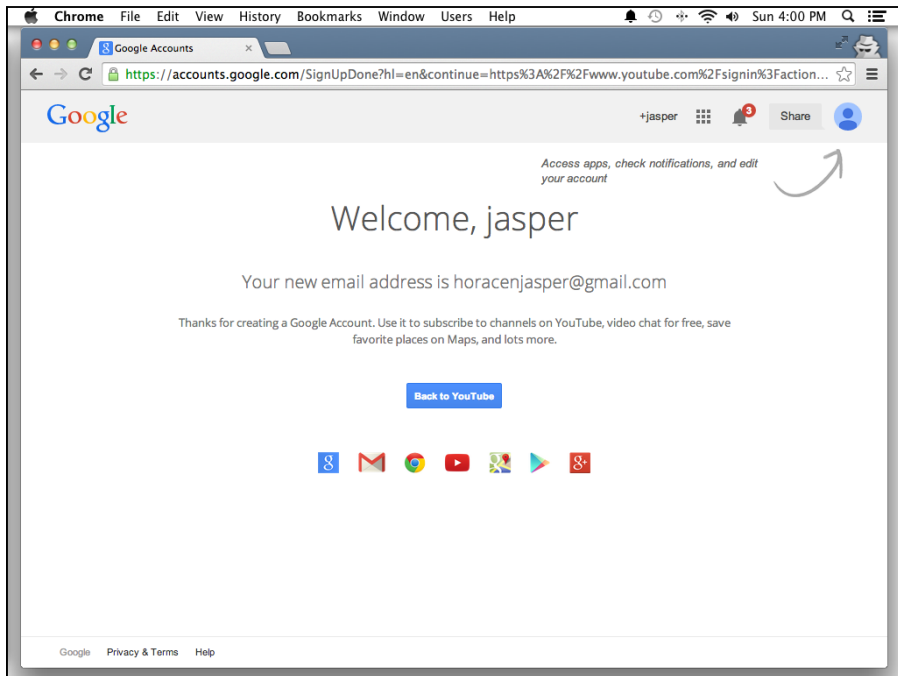 Chrome File Edit View History Bookmarks Window Users Help Sun 4:00 PM
Google Accounts
https://accounts.google.com/SignUpDone?hl=en&continue=https%3A%2F%2Fwww.youtube.com%2Fsignin%3Faction...
Google +jasper 3 Share
Access apps, check notifications, and edit
your account
Welcome, jasper
Your new email address is horacenjasper@gmail.com
Thanks for creating a Google Account. Use it to subscribe to channels on YouTube, video chat for free, save
favorite places on Maps, and lots more.
Back to YouTube
Google Privacy & Terms Help